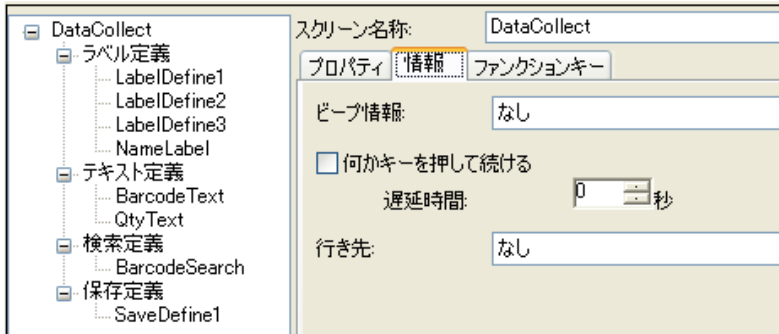 DataCollect
ラベル定義
LabelDefine1
LabelDefine2
LabelDefine3
NameLabel
テキスト定義
BarcodeText
QtyText
検索定義
BarcodeSearch
保存定義
SaveDefine1
スクリーン名称: DataCollect
プロパティ 情報 ファンクションキー
ビープ情報: なし
何かキーを押して続ける
遅延時間: 0 秒
行き先: なし